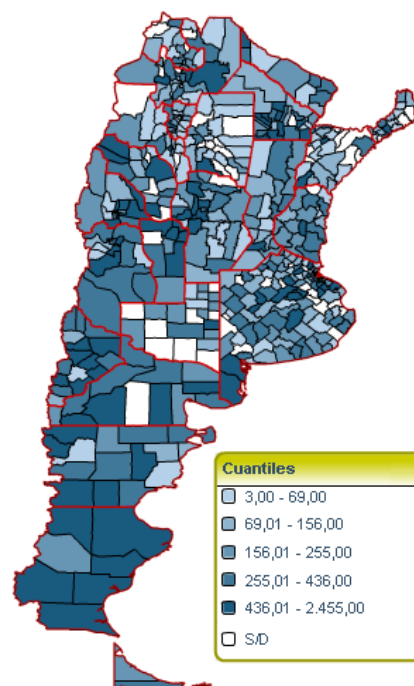 Cuantiles
3,00 - 69,00
69,01 - 156,00
156,01 - 255,00
255,01 - 436,00
436,01 - 2.455,00
S/D